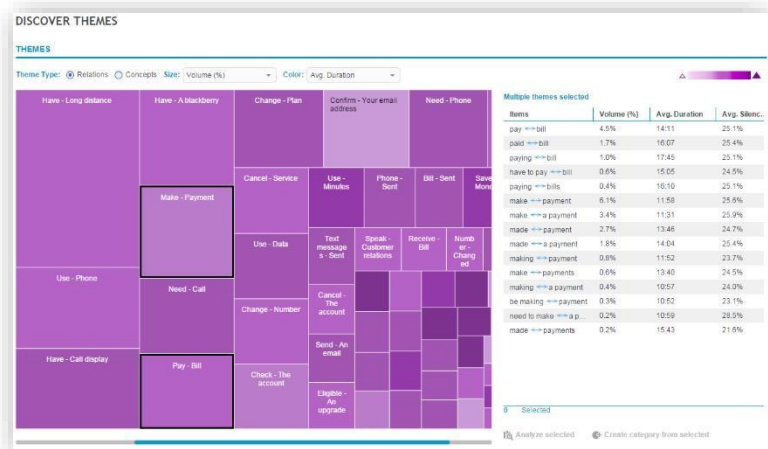 DISCOVER THEMES
THEMES
Theme Type: Relations Concepts Size: Volume (%) Color: Avg. Duration
Have - Long distance
Have - A blackberry
Change - Plan
Confirm - Your email
address
Need - Phone
Make - Payment
Cancel - Service
Use -
Minutes
Phone -
Sent
Bill - Sent
Save
Mone
Use - Phone
Need - Call
Use - Data
Text
message
s - Sent
Speak -
Customer
relations
Receive -
Bill
Numb
er -
Chang
ed
Change - Number
Cancel -
The
account
Have - Call display
Pay - Bill
Check - The
account
Send - An
email
Eligible -
An
upgrade
Multiple themes selected
Items Volume (%) Avg. Duration Avg. Silenc..
pay ↔ bill 4.5% 14:11 25.1%
paid ↔ bill 1.7% 16:07 25.4%
paying ↔ bill 1.0% 17:45 25.1%
have to pay ↔ bill 0.6% 15:05 24.5%
paying ↔ bills 0.4% 16:10 25.1%
make ↔ payment 6.1% 11:58 25.6%
make ↔ a payment 3.4% 11:31 25.9%
made ↔ payment 2.7% 13:46 24.7%
made ↔ a payment 1.8% 14:04 25.4%
making ↔ payment 0.8% 11:52 23.7%
make ↔ payments 0.6% 13:40 24.5%
making ↔ a payment 0.4% 10:57 24.0%
be making ↔ payment 0.3% 10:52 23.1%
need to make ↔ a p... 0.2% 10:59 28.5%
made ↔ payments 0.2% 15:43 21.6%
Selected
Analyze selected Create category from selected